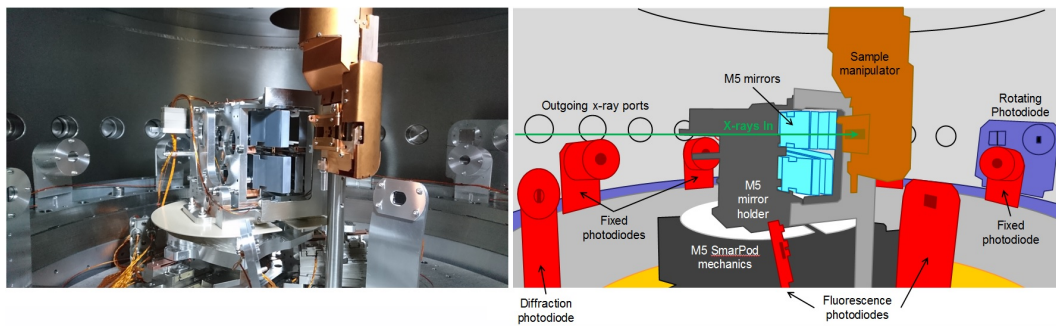 Sample
manipulator
M5 mirrors
Rotating
Photodiode
Outgoing x-ray ports
X-rays In
M5
mirror
holder
Fixed
photodiodes
Fixed
photodiode
M5 SmarPod
mechanics
Diffraction
photodiode
Fluorescence
photodiodes